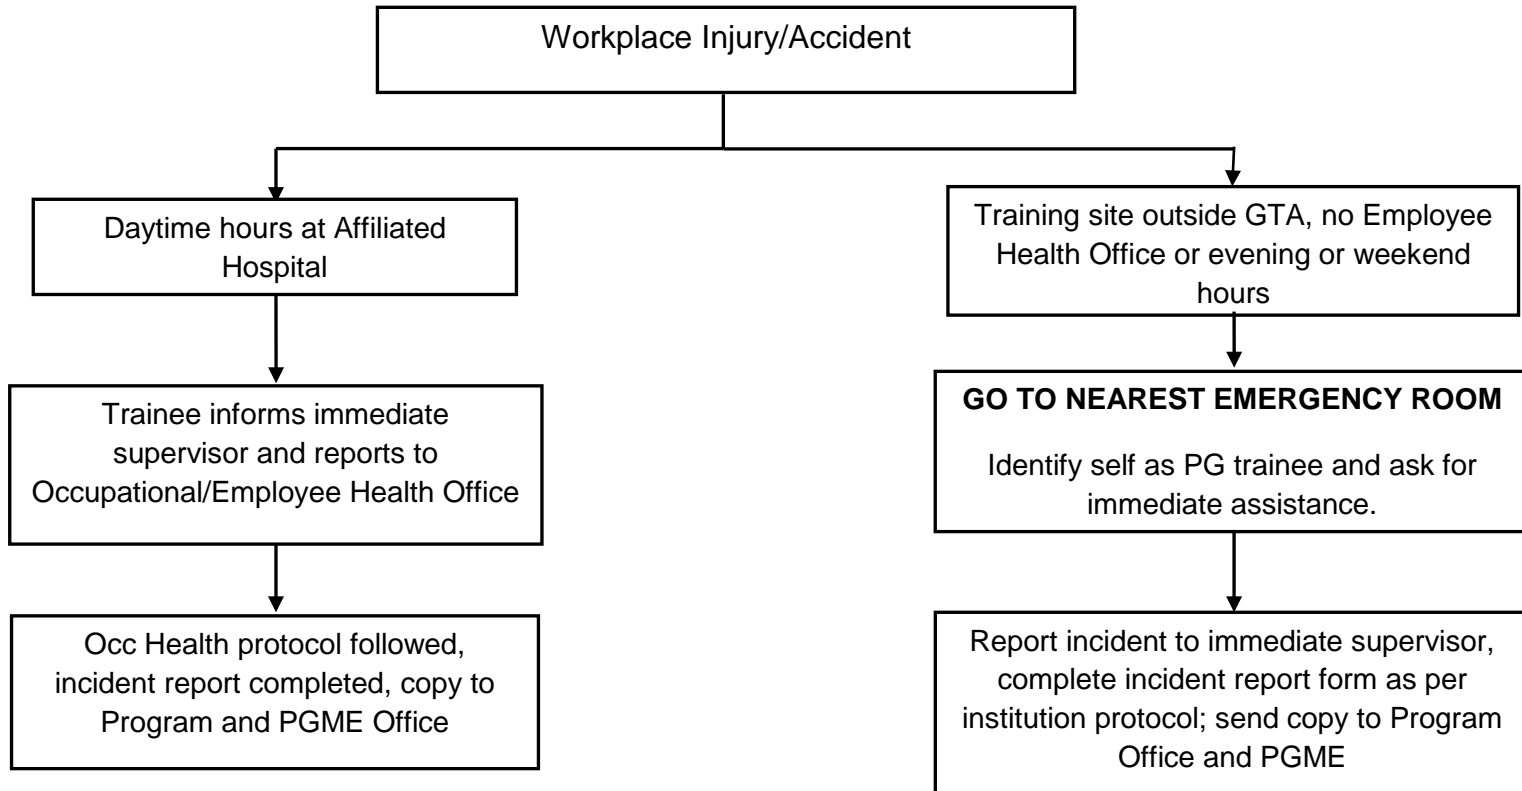 Workplace Injury/Accident
Daytime hours at Affiliated
Hospital
Trainee informs immediate
supervisor and reports to
Occupational/Employee Health Office
Occ Health protocol followed,
incident report completed, copy to
Program and PGME Office
Training site outside GTA, no Employee
Health Office or evening or weekend
hours
GO TO NEAREST EMERGENCY ROOM
Identify self as PG trainee and ask for
immediate assistance.
Report incident to immediate supervisor,
complete incident report form as per
institution protocol; send copy to Program
Office and PGME